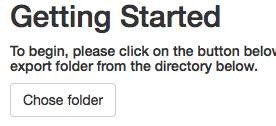 Getting Started
To begin, please click on the button below
export folder from the directory below.
Chose folder